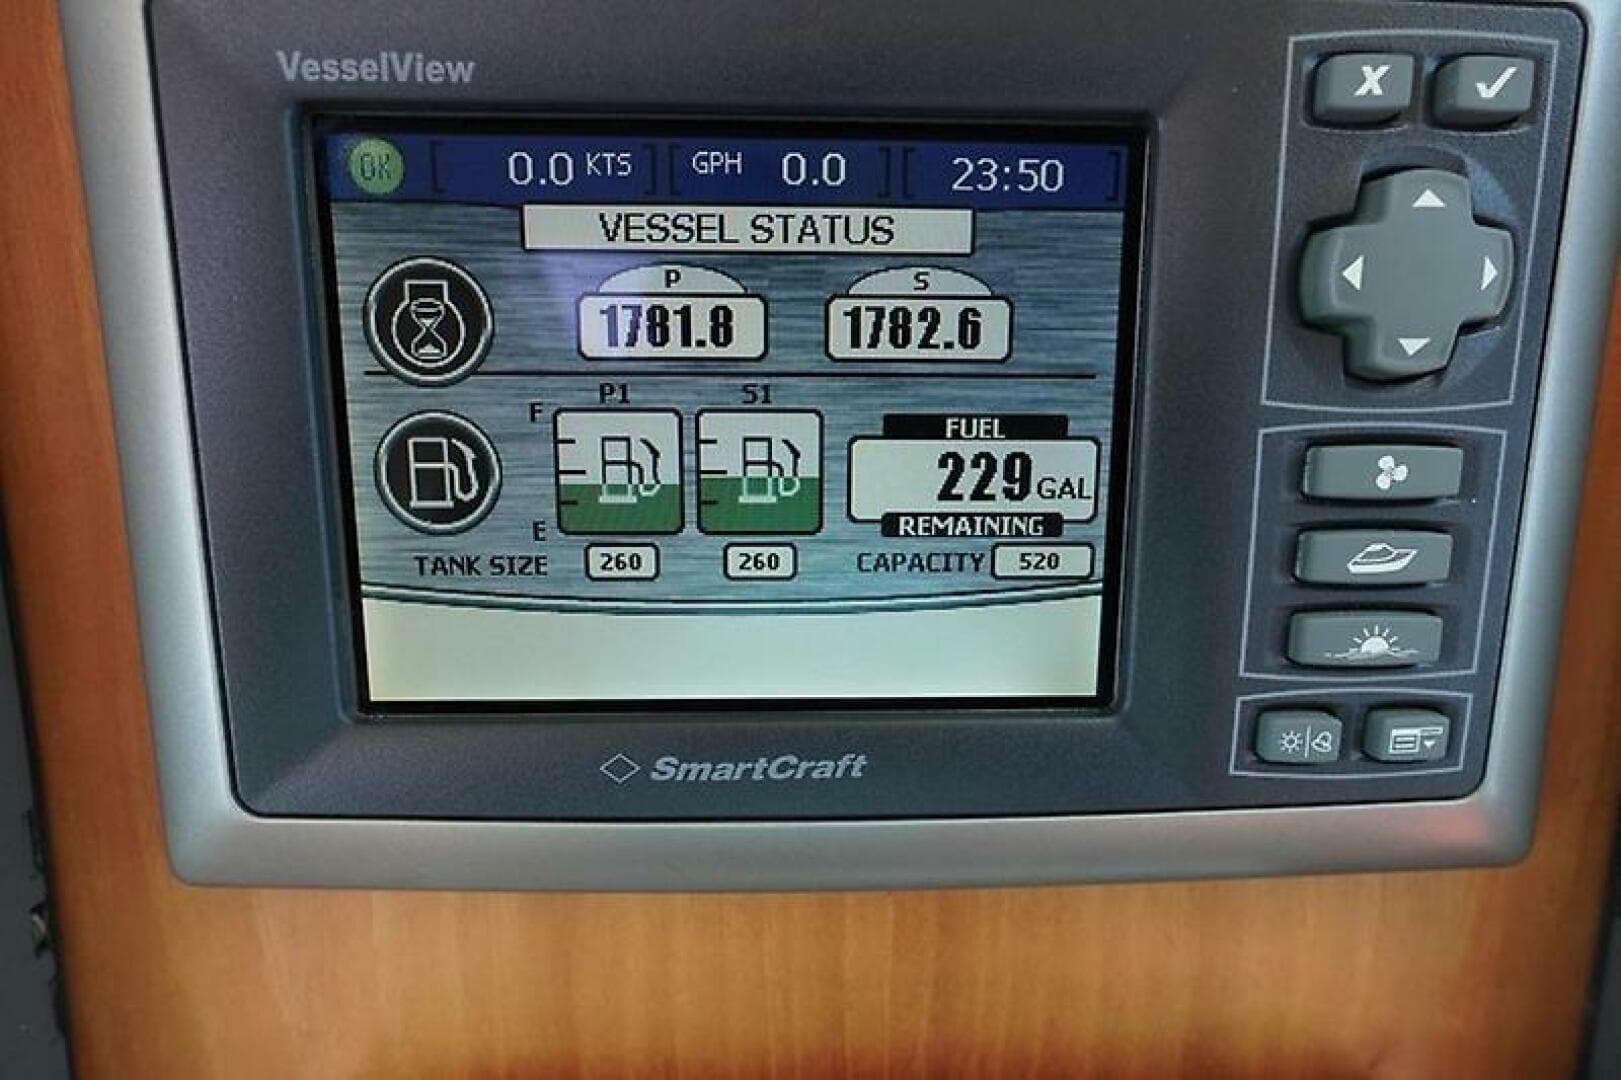 VesselView
OK 0.0 KTS GPH 0.0 23:50
VESSEL STATUS
P S
1781.8 1782.6
P1 S1
F
FUEL
229 GAL
E REMAINING
TANK SIZE 260 260 CAPACITY 520
SmartCraft
X